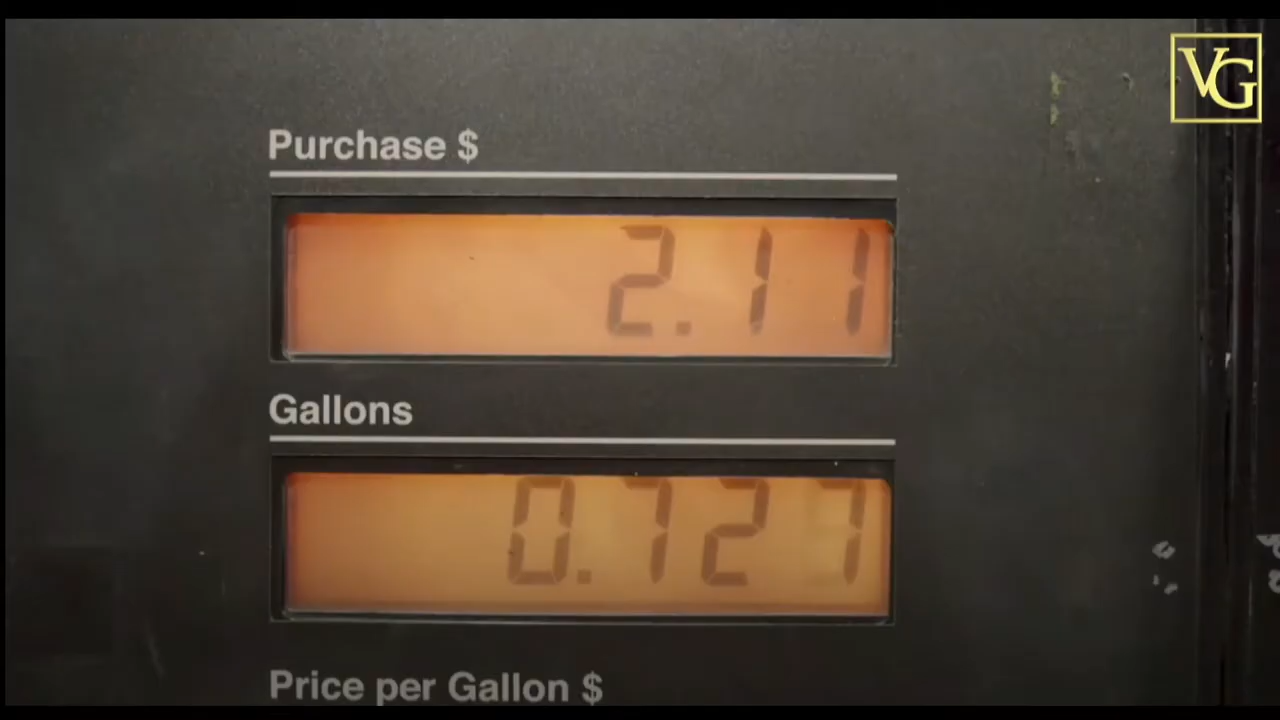 VG
Purchase $
2.11
Gallons
0.727
Price per Gallon $